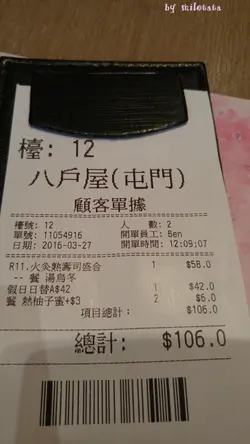 by milotata
檯: 12
八戶屋(屯門)
顧客單據
檯號: 12 人 數: 2
單號: 11054916 開單員工: Ben
日期: 2016-03-27 開單時間: 12:09:07
R11.火灸熟壽司盛合 1 $58.0
-- 餐 湯烏冬
假日日替A$42 1 $42.0
餐 熱柚子蜜+$3 2 $6.0
項目總計: $106.0
總計: $106.0